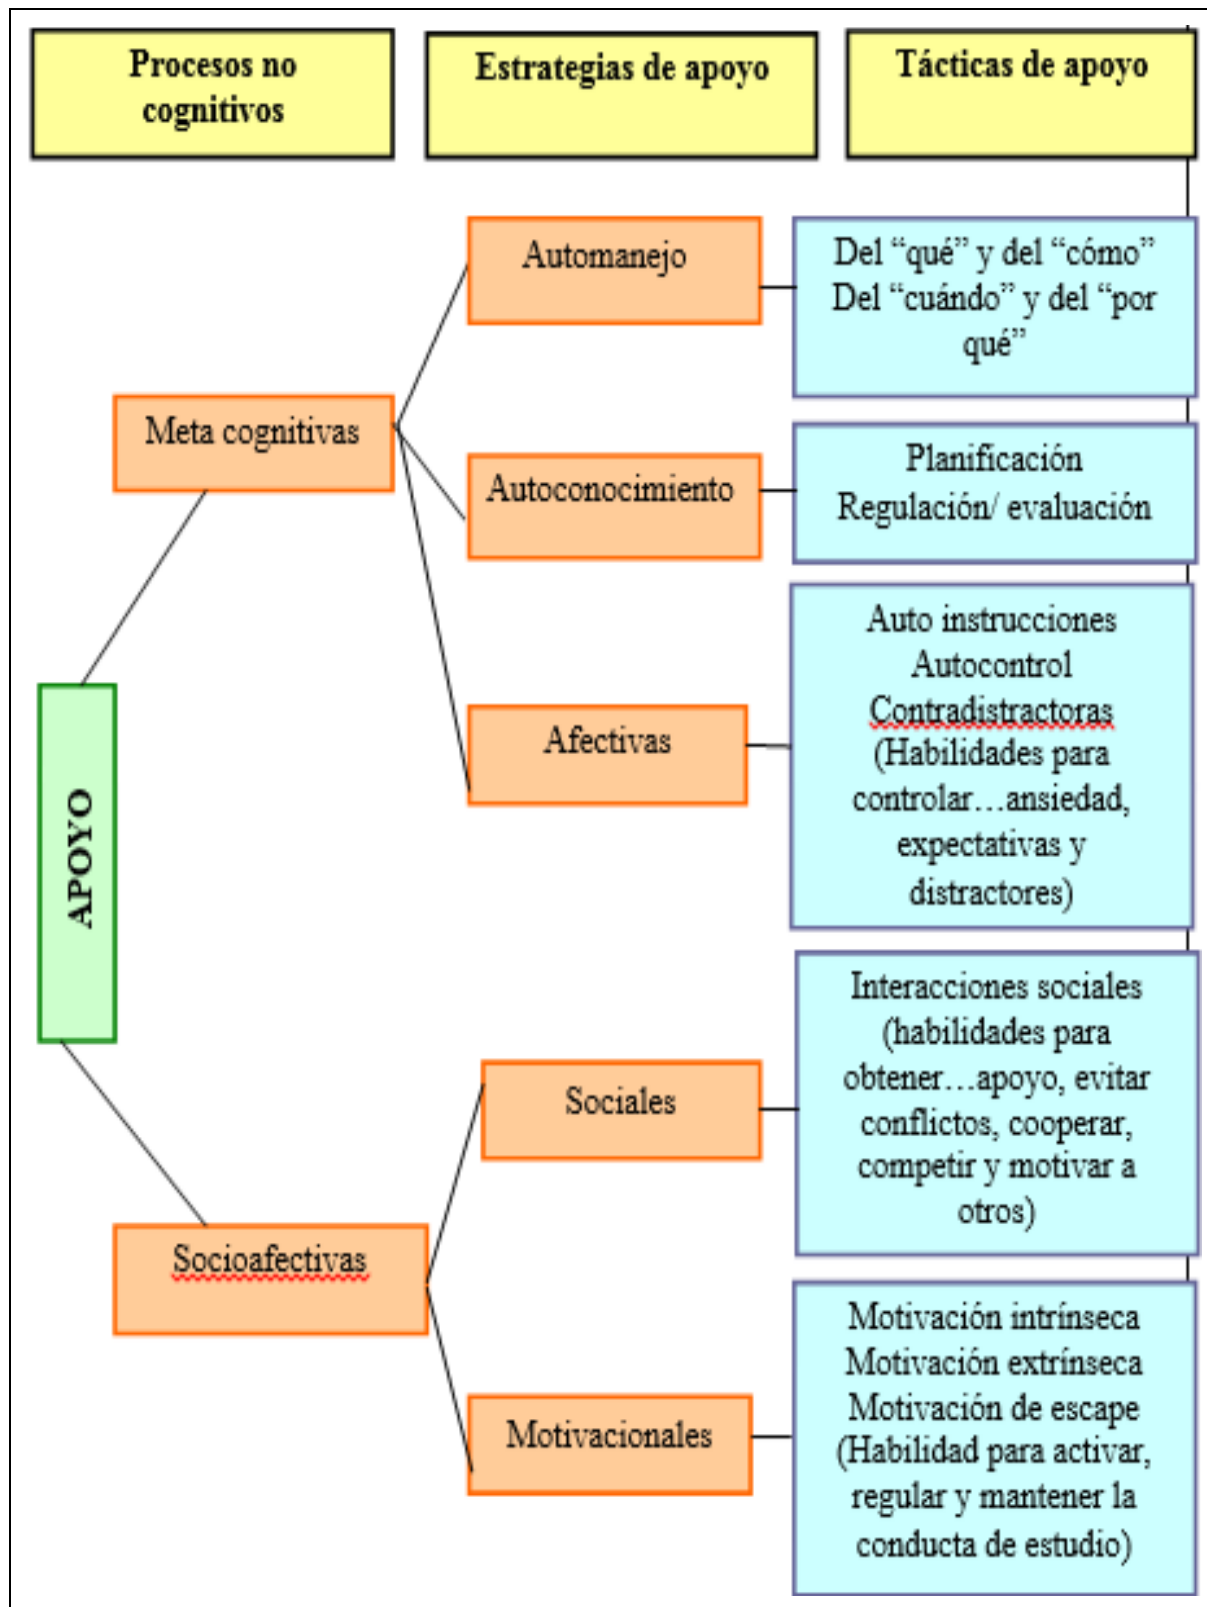 Procesos no
cognitivos
Estrategias de apoyo
Tácticas de apoyo
Automanejo
Del “qué” y del “cómo”
Del “cuándo” y del “por
qué”
Meta cognitivas
Autoconocimiento
Planificación
Regulación/ evaluación
Afectivas
Auto instrucciones
Autocontrol
Contradistractoras
(Habilidades para
controlar…ansiedad,
expectativas y
distractores)
APOYO
Sociales
Interacciones sociales
(habilidades para
obtener…apoyo, evitar
conflictos, cooperar,
competir y motivar a
otros)
Socioafectivas
Motivacionales
Motivación intrínseca
Motivación extrínseca
Motivación de escape
(Habilidad para activar,
regular y mantener la
conducta de estudio)